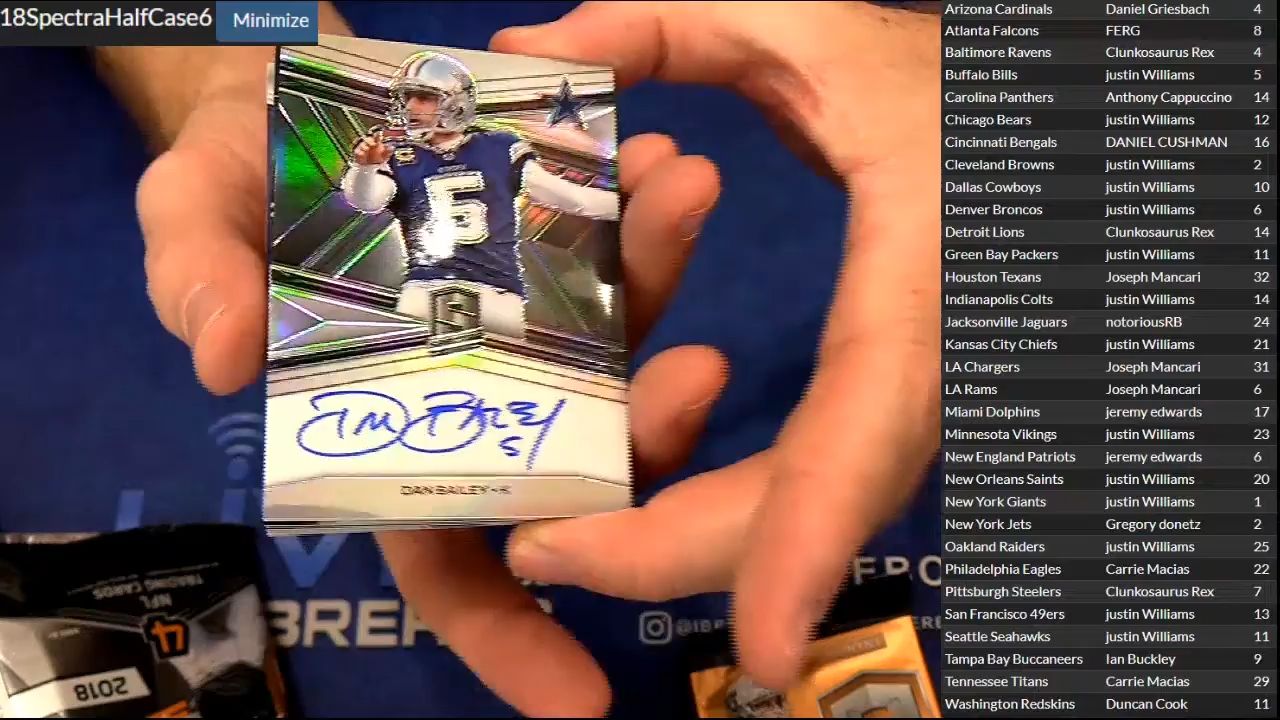 18SpectraHalfCase6 Minimize
5
Dan Bailey 5
DAN BAILEY - K
TRADING CARDS
NFL
2018
Arizona Cardinals Daniel Griesbach 4
Atlanta Falcons FERG 8
Baltimore Ravens Clunkosaurus Rex 4
Buffalo Bills justin Williams 5
Carolina Panthers Anthony Cappuccino 14
Chicago Bears justin Williams 12
Cincinnati Bengals DANIEL CUSHMAN 16
Cleveland Browns justin Williams 2
Dallas Cowboys justin Williams 10
Denver Broncos justin Williams 6
Detroit Lions Clunkosaurus Rex 14
Green Bay Packers justin Williams 11
Houston Texans Joseph Mancari 32
Indianapolis Colts justin Williams 14
Jacksonville Jaguars notoriousRB 24
Kansas City Chiefs justin Williams 21
LA Chargers Joseph Mancari 31
LA Rams Joseph Mancari 6
Miami Dolphins jeremy edwards 17
Minnesota Vikings justin Williams 23
New England Patriots jeremy edwards 6
New Orleans Saints justin Williams 20
New York Giants justin Williams 1
New York Jets Gregory donetz 2
Oakland Raiders justin Williams 25
Philadelphia Eagles Carrie Macias 22
Pittsburgh Steelers Clunkosaurus Rex 7
San Francisco 49ers justin Williams 13
Seattle Seahawks justin Williams 11
Tampa Bay Buccaneers Ian Buckley 9
Tennessee Titans Carrie Macias 29
Washington Redskins Duncan Cook 11